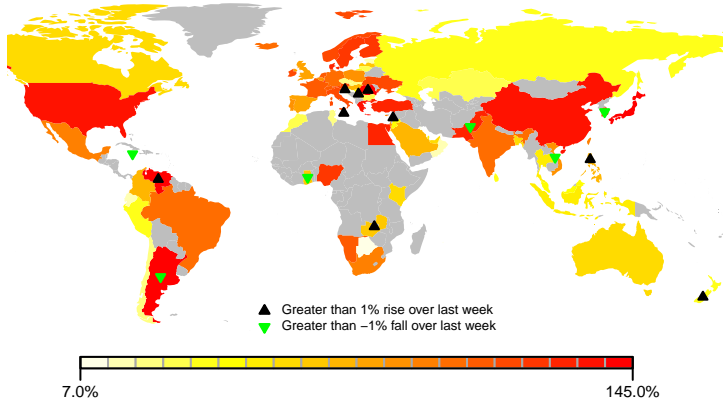 Greater than 1% rise over last week
Greater than −1% fall over last week
7.0%
145.0%